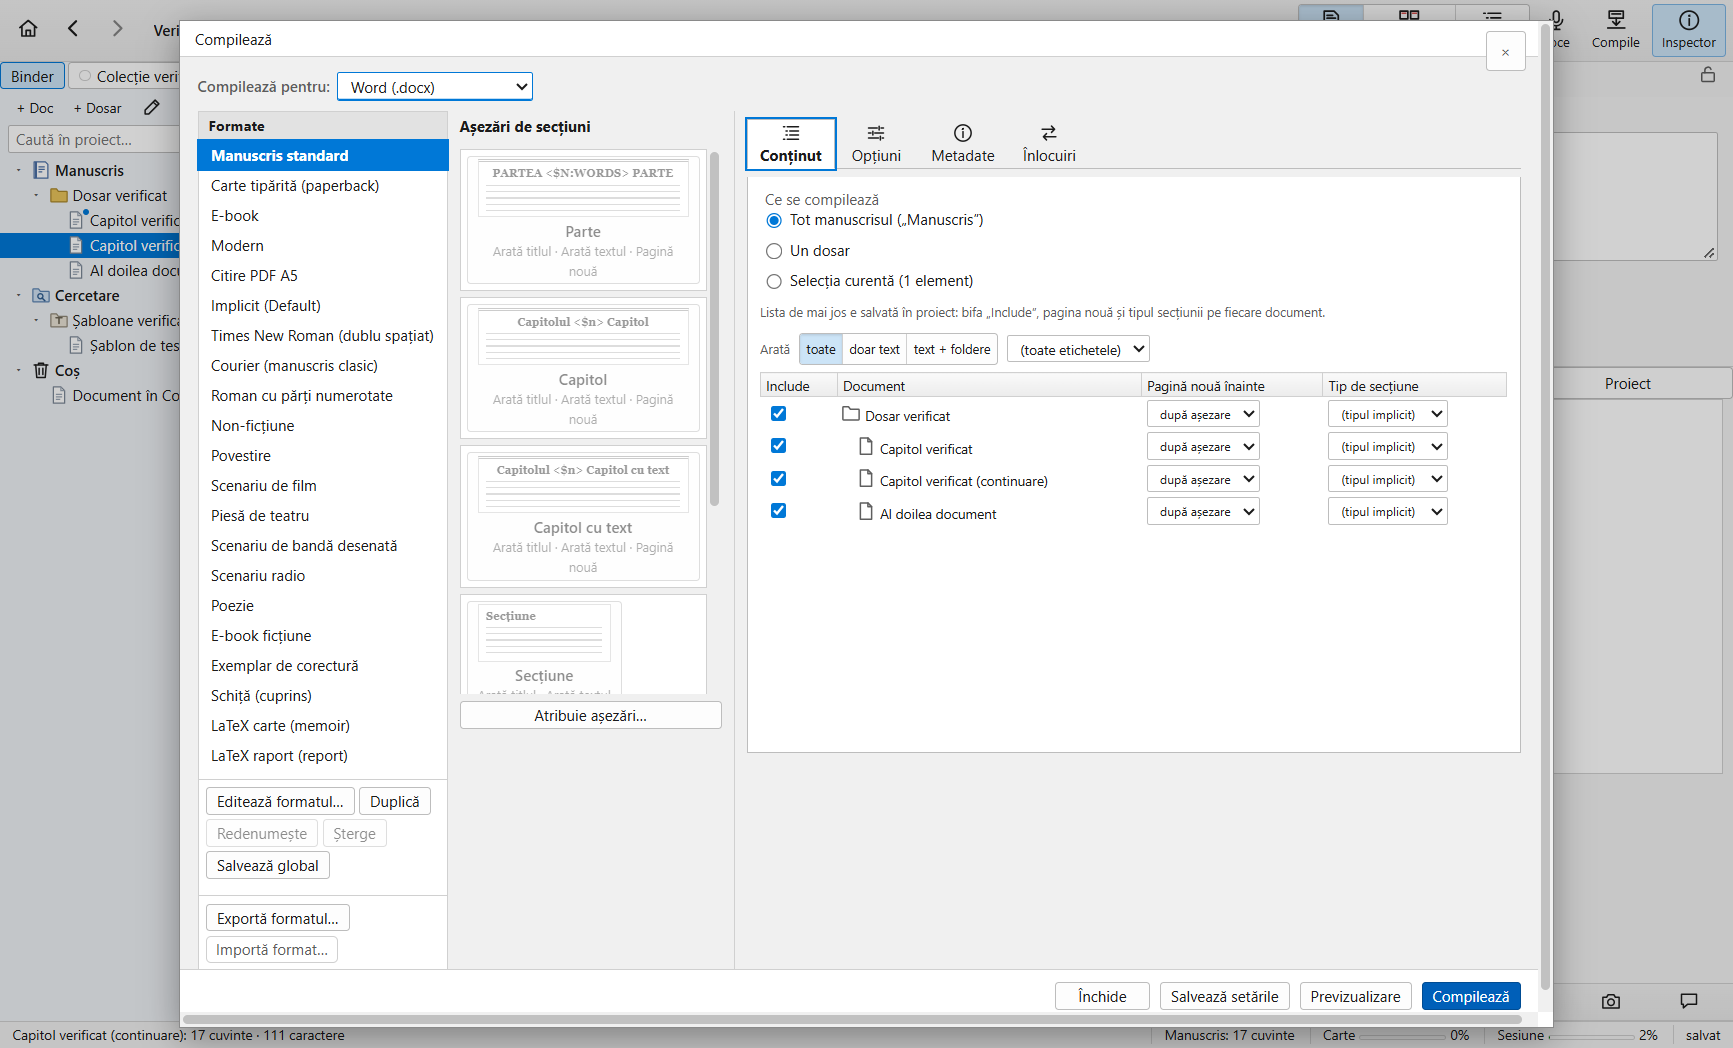 Veri
Compile
Inspector
Binder
Colecție veri
+ Doc
+ Dosar
Caută în proiect...
Manuscris
Dosar verificat
Capitol verific
Capitol verific
Al doilea docu
Cercetare
Șabloane verifica
Șablon de tes
Coș
Document în Co
Compilează
×
Compilează pentru:
Word (.docx)
Formate
Manuscris standard
Carte tipărită (paperback)
E-book
Modern
Citire PDF A5
Implicit (Default)
Times New Roman (dublu spațiat)
Courier (manuscris clasic)
Roman cu părți numerotate
Non-ficțiune
Povestire
Scenariu de film
Piesă de teatru
Scenariu de bandă desenată
Scenariu radio
Poezie
E-book ficțiune
Exemplar de corectură
Schiță (cuprins)
LaTeX carte (memoir)
LaTeX raport (report)
Editează formatul...
Duplică
Redenumește
Șterge
Salvează global
Exportă formatul...
Importă format...
Așezări de secțiuni
PARTEA <$N:WORDS> PARTE
Parte
Arată titlul · Arată textul · Pagină
nouă
Capitolul <$n> Capitol
Capitol
Arată titlul · Arată textul · Pagină
nouă
Capitolul <$n> Capitol cu text
Capitol cu text
Arată titlul · Arată textul · Pagină
nouă
Secțiune
Secțiune
Atribuie așezări...
Conținut
Opțiuni
Metadate
Înlocuiri
Ce se compilează
Tot manuscrisul („Manuscris”)
Un dosar
Selecția curentă (1 element)
Lista de mai jos e salvată în proiect: bifa „Include”, pagina nouă și tipul secțiunii pe fiecare document.
Arată
toate
doar text
text + foldere
(toate etichetele)
Include
Document
Pagină nouă înainte
Tip de secțiune
Dosar verificat
după așezare
(tipul implicit)
Capitol verificat
după așezare
(tipul implicit)
Capitol verificat (continuare)
după așezare
(tipul implicit)
Al doilea document
după așezare
(tipul implicit)
Închide
Salvează setările
Previzualizare
Compilează
Proiect
Capitol verificat (continuare): 17 cuvinte · 111 caractere
Manuscris: 17 cuvinte
Carte
0%
Sesiune
2%
salvat